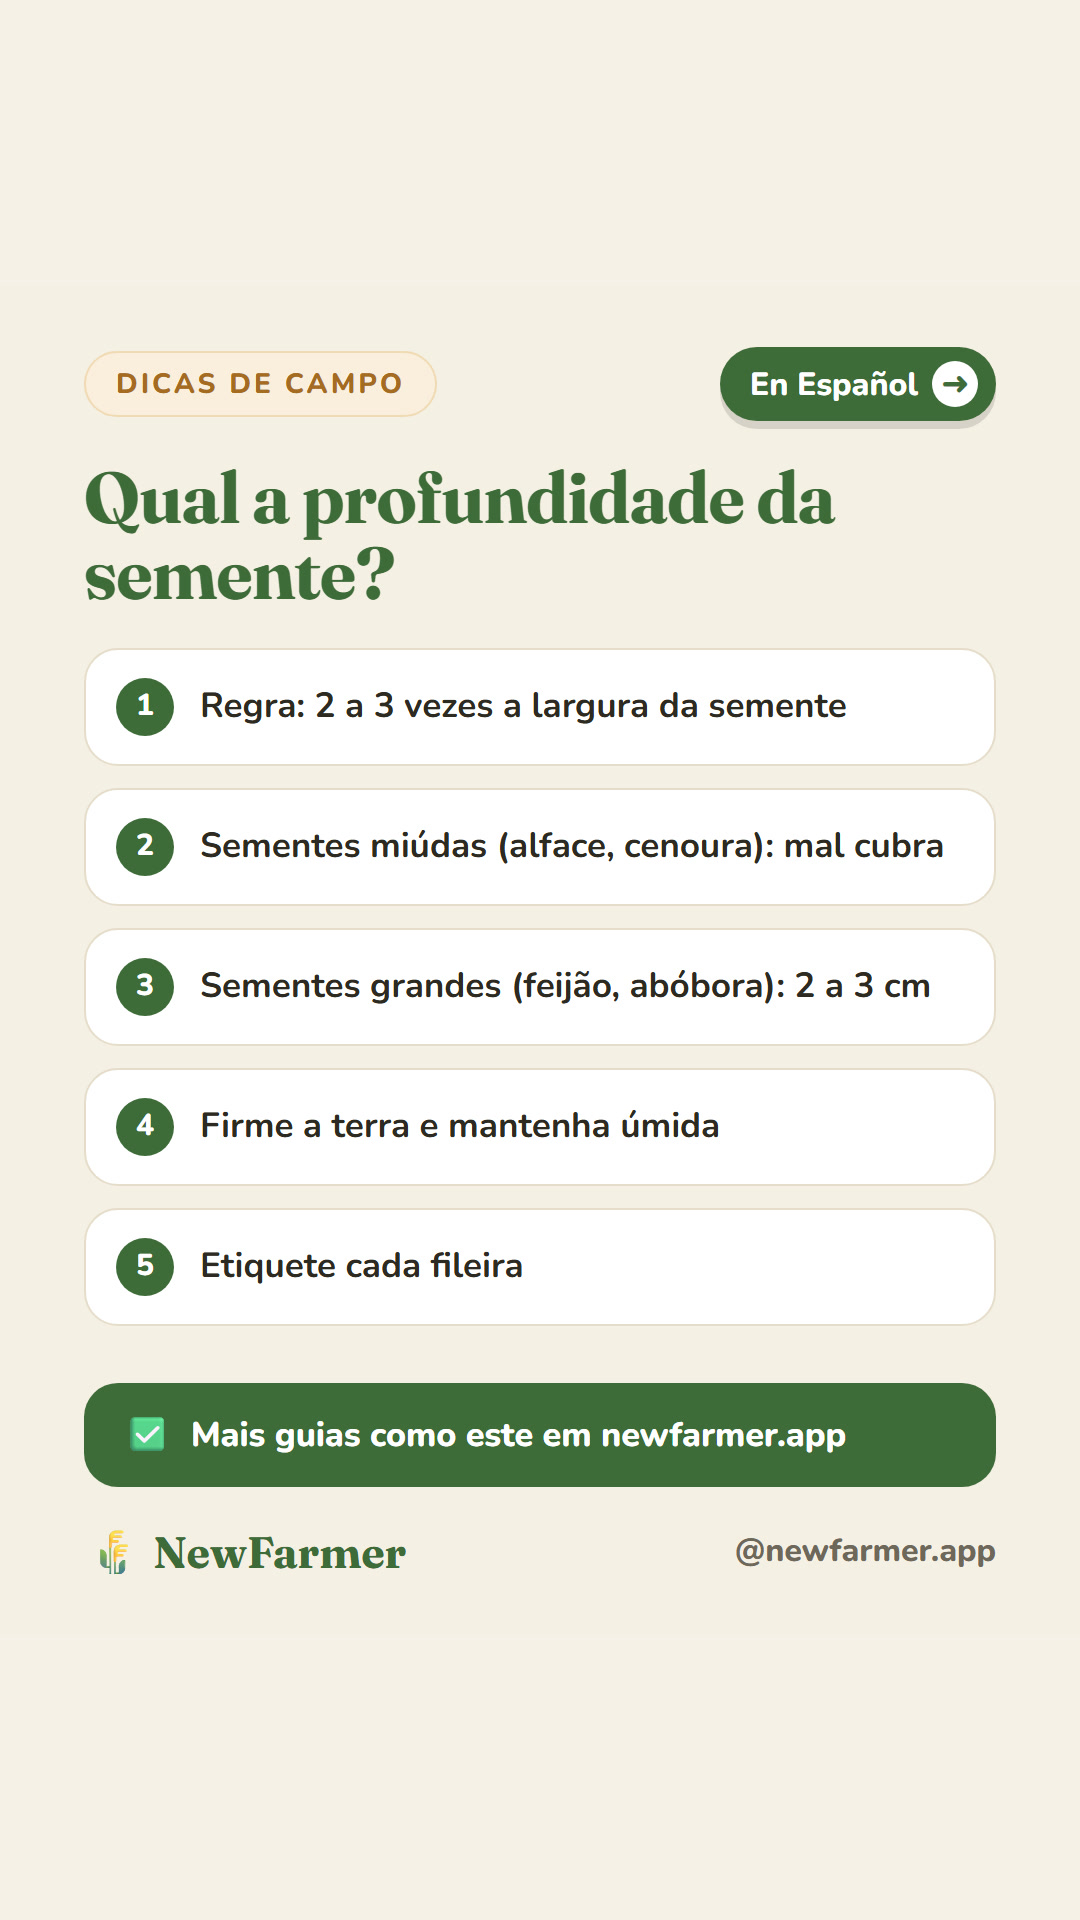 DICAS DE CAMPO
En Español
Qual a profundidade da
semente?
1 Regra: 2 a 3 vezes a largura da semente
2 Sementes miúdas (alface, cenoura): mal cubra
3 Sementes grandes (feijão, abóbora): 2 a 3 cm
4 Firme a terra e mantenha úmida
5 Etiquete cada fileira
Mais guias como este em newfarmer.app
NewFarmer
@newfarmer.app